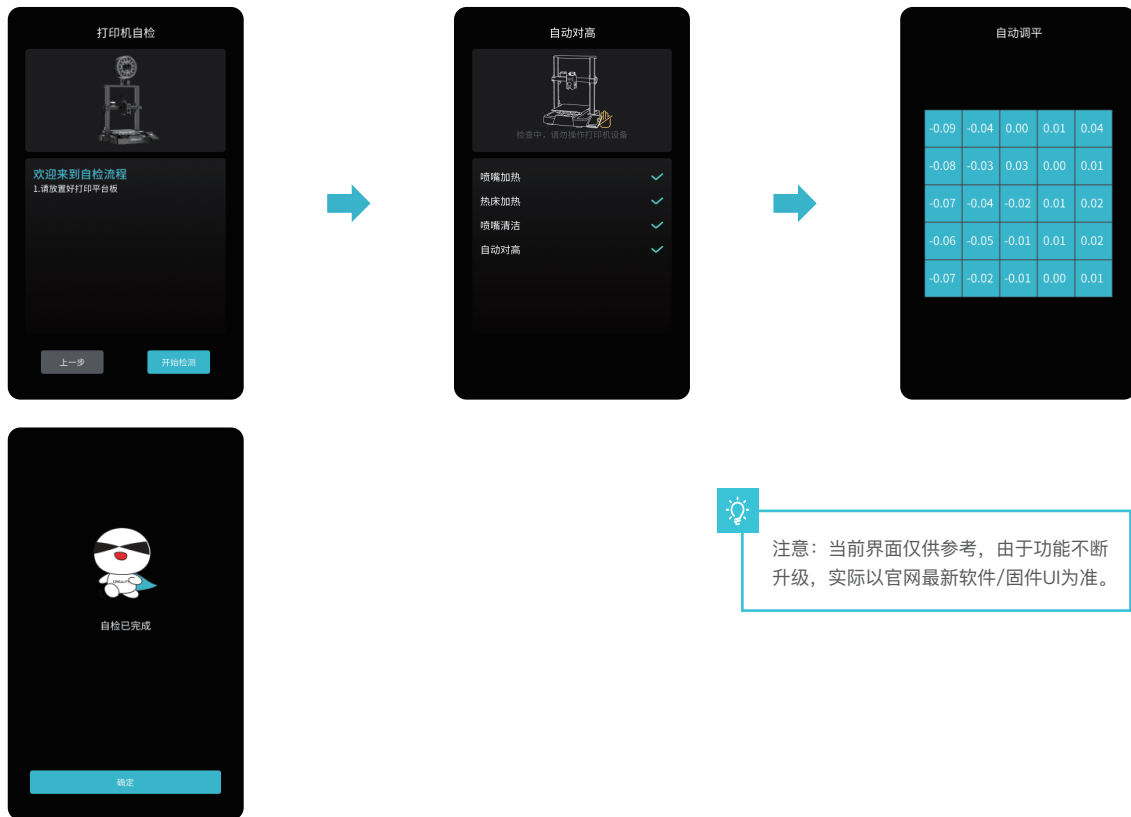 打印机自检
欢迎来到自检流程
1.请放置好打印平台板
上一步
开始检测
自动对高
检查中，请勿操作打印机设备
喷嘴加热
热床加热
喷嘴清洁
自动对高
自动调平
-0.09 -0.04 0.00 0.01 0.04
-0.08 -0.03 0.03 0.00 0.01
-0.07 -0.04 -0.02 0.01 0.02
-0.06 -0.05 -0.01 0.01 0.02
-0.07 -0.02 -0.01 0.00 0.01
自检已完成
确定
注意：当前界面仅供参考，由于功能不断
升级，实际以官网最新软件/固件UI为准。